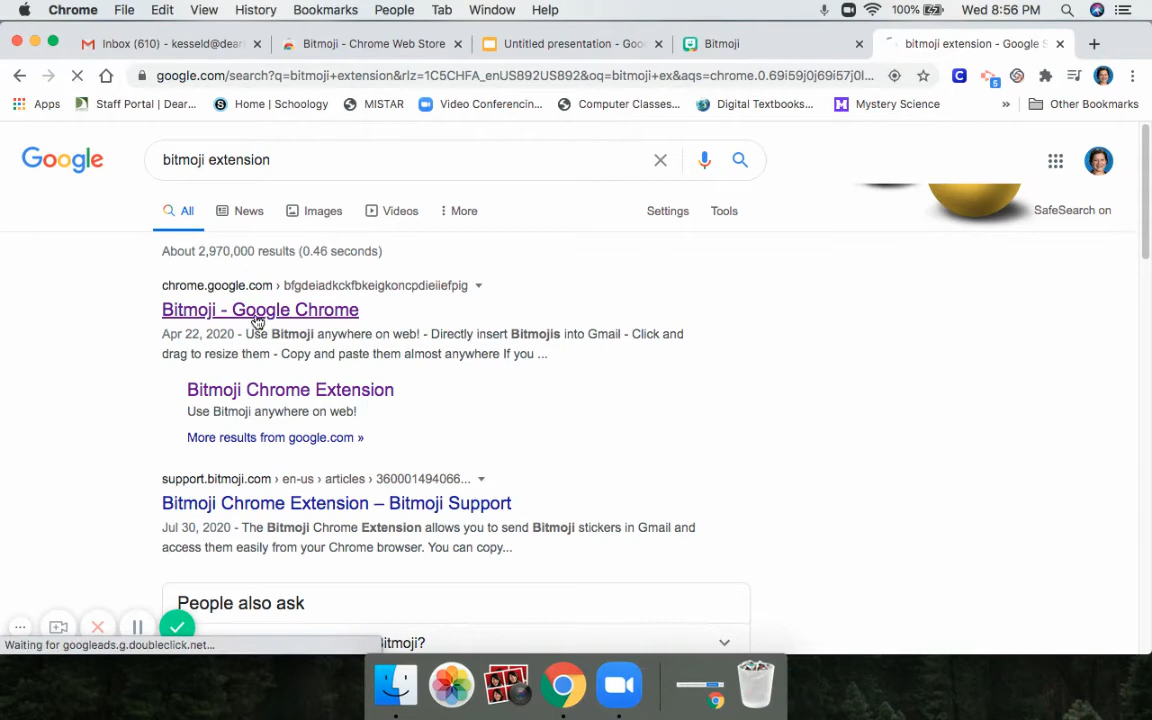 Chrome File Edit View History Bookmarks People Tab Window Help 100% Wed 8:56 PM
Inbox (610) - kesseld@dear Bitmoji - Chrome Web Store Untitled presentation - Goo Bitmoji bitmoji extension - Google S
google.com/search?q=bitmoji+extension&rlz=1C5CHFA_enUS892US892&oq=bitmoji+ex&aqs=chrome.0.69i59j0j69i57j0l... C 5
Apps Staff Portal | Dear... Home | Schoology MISTAR Video Conferencin... Computer Classes... Digital Textbooks... Mystery Science » Other Bookmarks
Google bitmoji extension
All News Images Videos More Settings Tools SafeSearch on
About 2,970,000 results (0.46 seconds)
chrome.google.com › bfgdeiadkckfbkeigkoncpdieiiefpig
Bitmoji - Google Chrome
Apr 22, 2020 - Use Bitmoji anywhere on web! - Directly insert Bitmojis into Gmail - Click and
drag to resize them - Copy and paste them almost anywhere If you ...
Bitmoji Chrome Extension
Use Bitmoji anywhere on web!
More results from google.com »
support.bitmoji.com › en-us › articles › 360001494066...
Bitmoji Chrome Extension – Bitmoji Support
Jul 30, 2020 - The Bitmoji Chrome Extension allows you to send Bitmoji stickers in Gmail and
access them easily from your Chrome browser. You can copy...
People also ask
itmoji?
Waiting for googleads.g.doubleclick.net...